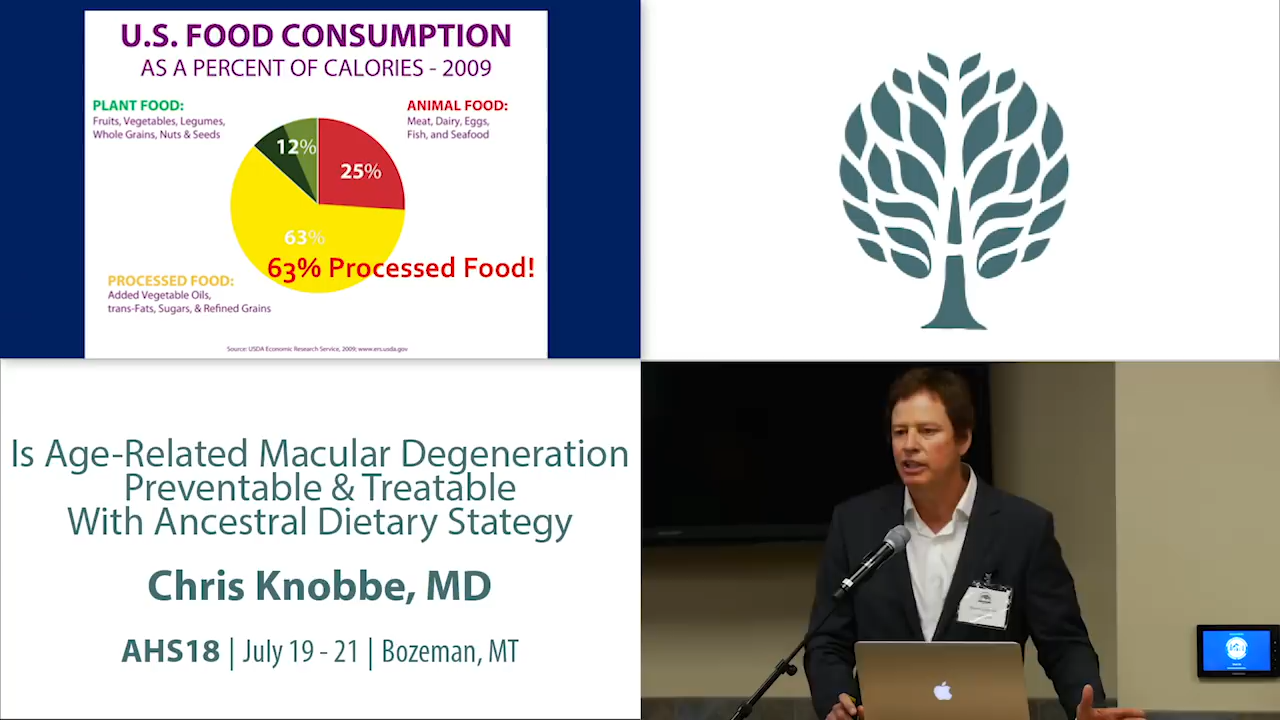 U.S. FOOD CONSUMPTION
AS A PERCENT OF CALORIES - 2009
PLANT FOOD:
Fruits, Vegetables, Legumes,
Whole Grains, Nuts & Seeds
ANIMAL FOOD:
Meat, Dairy, Eggs,
Fish, and Seafood
12%
25%
63%
63% Processed Food!
PROCESSED FOOD:
Added Vegetable Oils,
trans-Fats, Sugars, & Refined Grains
Source: USDA Economic Research Service, 2009; www.ers.usda.gov
Is Age-Related Macular Degeneration
Preventable & Treatable
With Ancestral Dietary Stategy
Chris Knobbe, MD
AHS18 | July 19 - 21 | Bozeman, MT